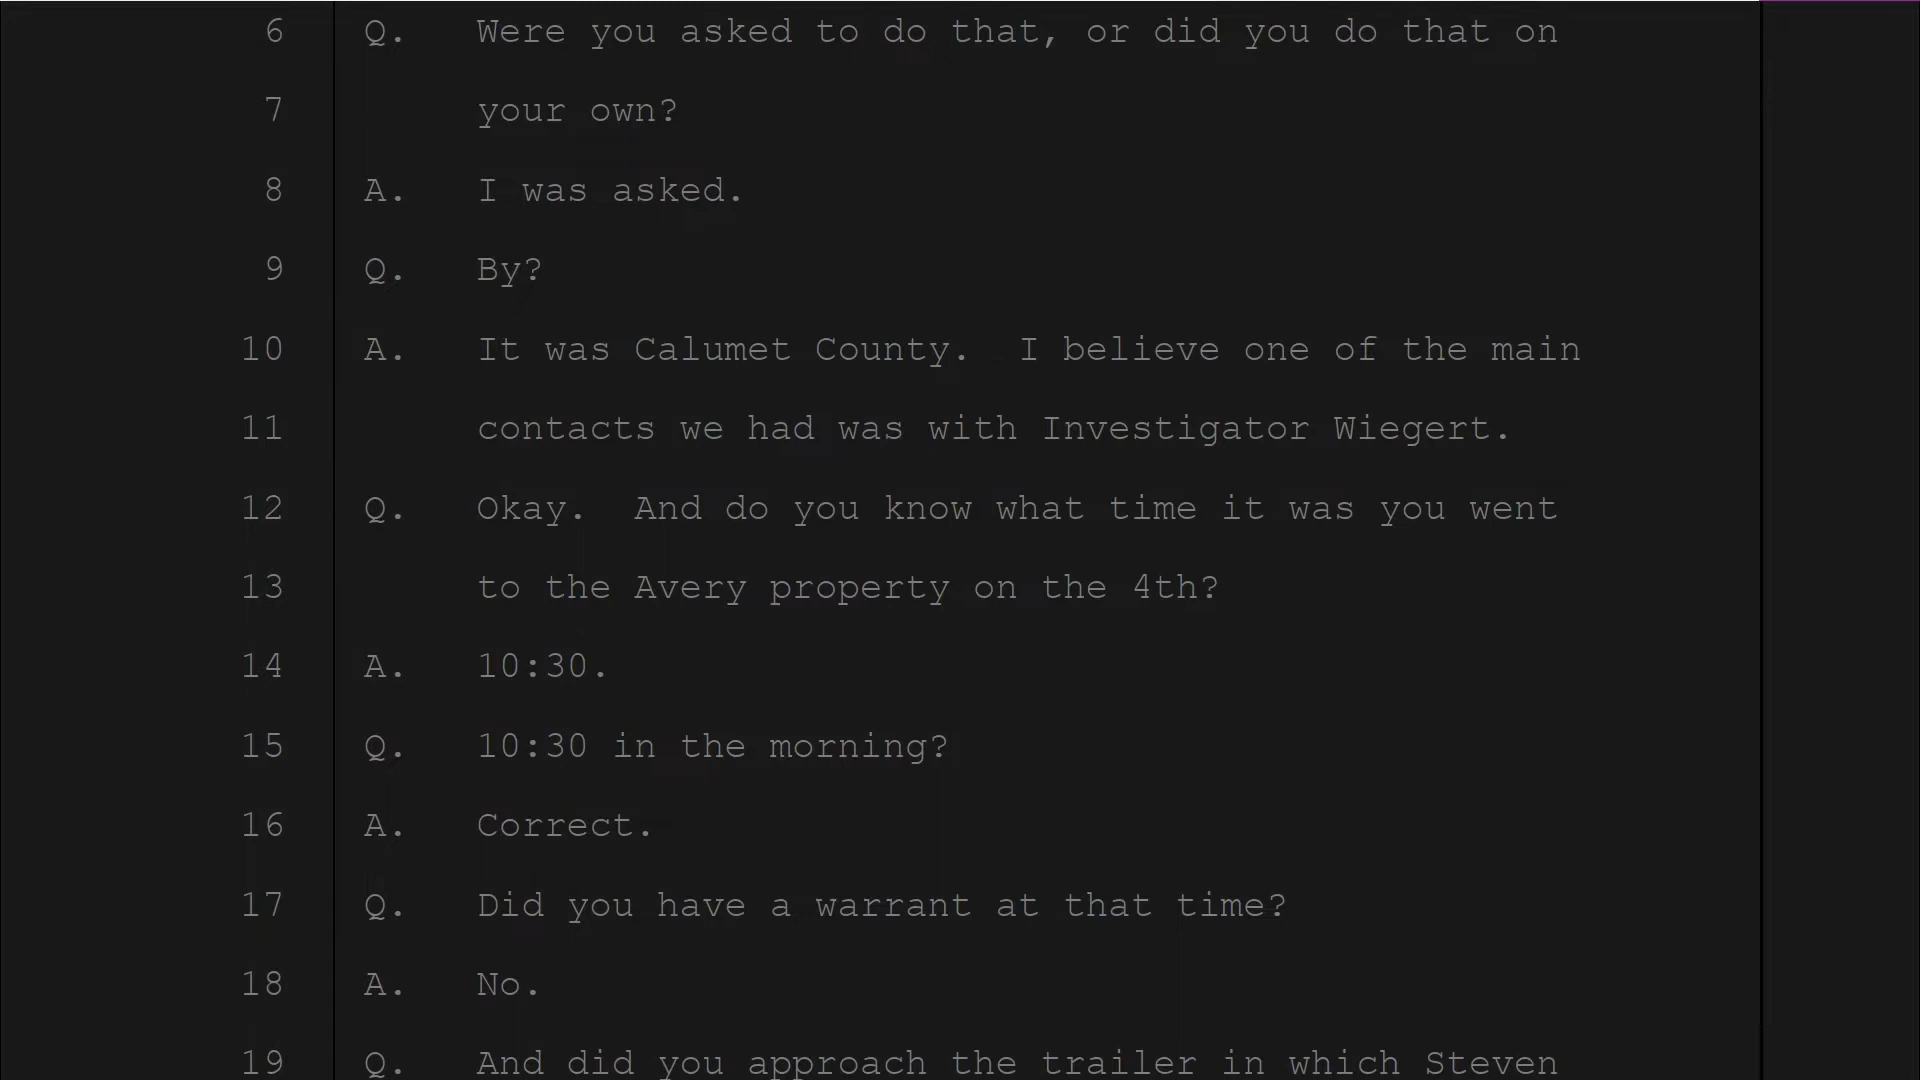 6 Q. Were you asked to do that, or did you do that on
7 your own?
8 A. I was asked.
9 Q. By?
10 A. It was Calumet County. I believe one of the main
11 contacts we had was with Investigator Wiegert.
12 Q. Okay. And do you know what time it was you went
13 to the Avery property on the 4th?
14 A. 10:30.
15 Q. 10:30 in the morning?
16 A. Correct.
17 Q. Did you have a warrant at that time?
18 A. No.
19 Q. And did you approach the trailer in which Steven